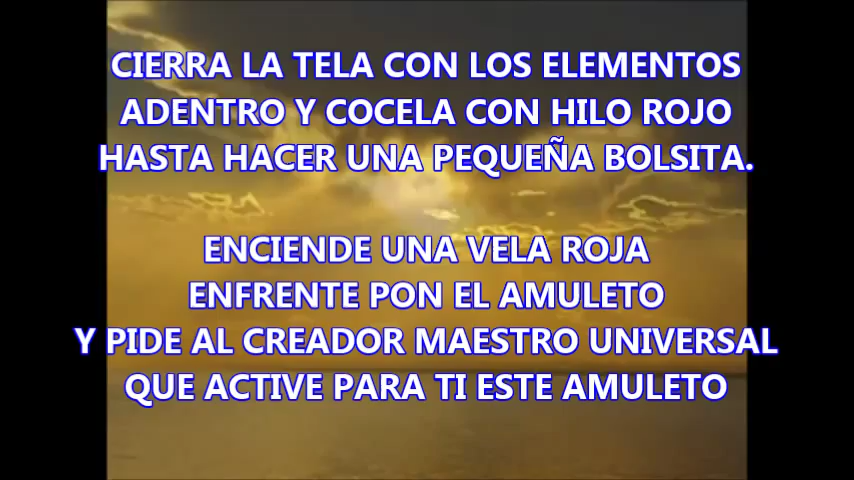 CIERRA LA TELA CON LOS ELEMENTOS
ADENTRO Y COCELA CON HILO ROJO
HASTA HACER UNA PEQUEÑA BOLSITA.
ENCIENDE UNA VELA ROJA
ENFRENTE PON EL AMULETO
Y PIDE AL CREADOR MAESTRO UNIVERSAL
QUE ACTIVE PARA TI ESTE AMULETO